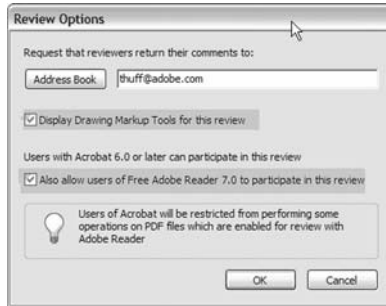 Review Options
Request that reviewers return their comments to:
Address Book thuff@adobe.com
Display Drawing Markup Tools for this review
Users with Acrobat 6.0 or later can participate in this review
Also allow users of Free Adobe Reader 7.0 to participate in this review
Users of Acrobat will be restricted from performing some
operations on PDF files which are enabled for review with
Adobe Reader
OK Cancel